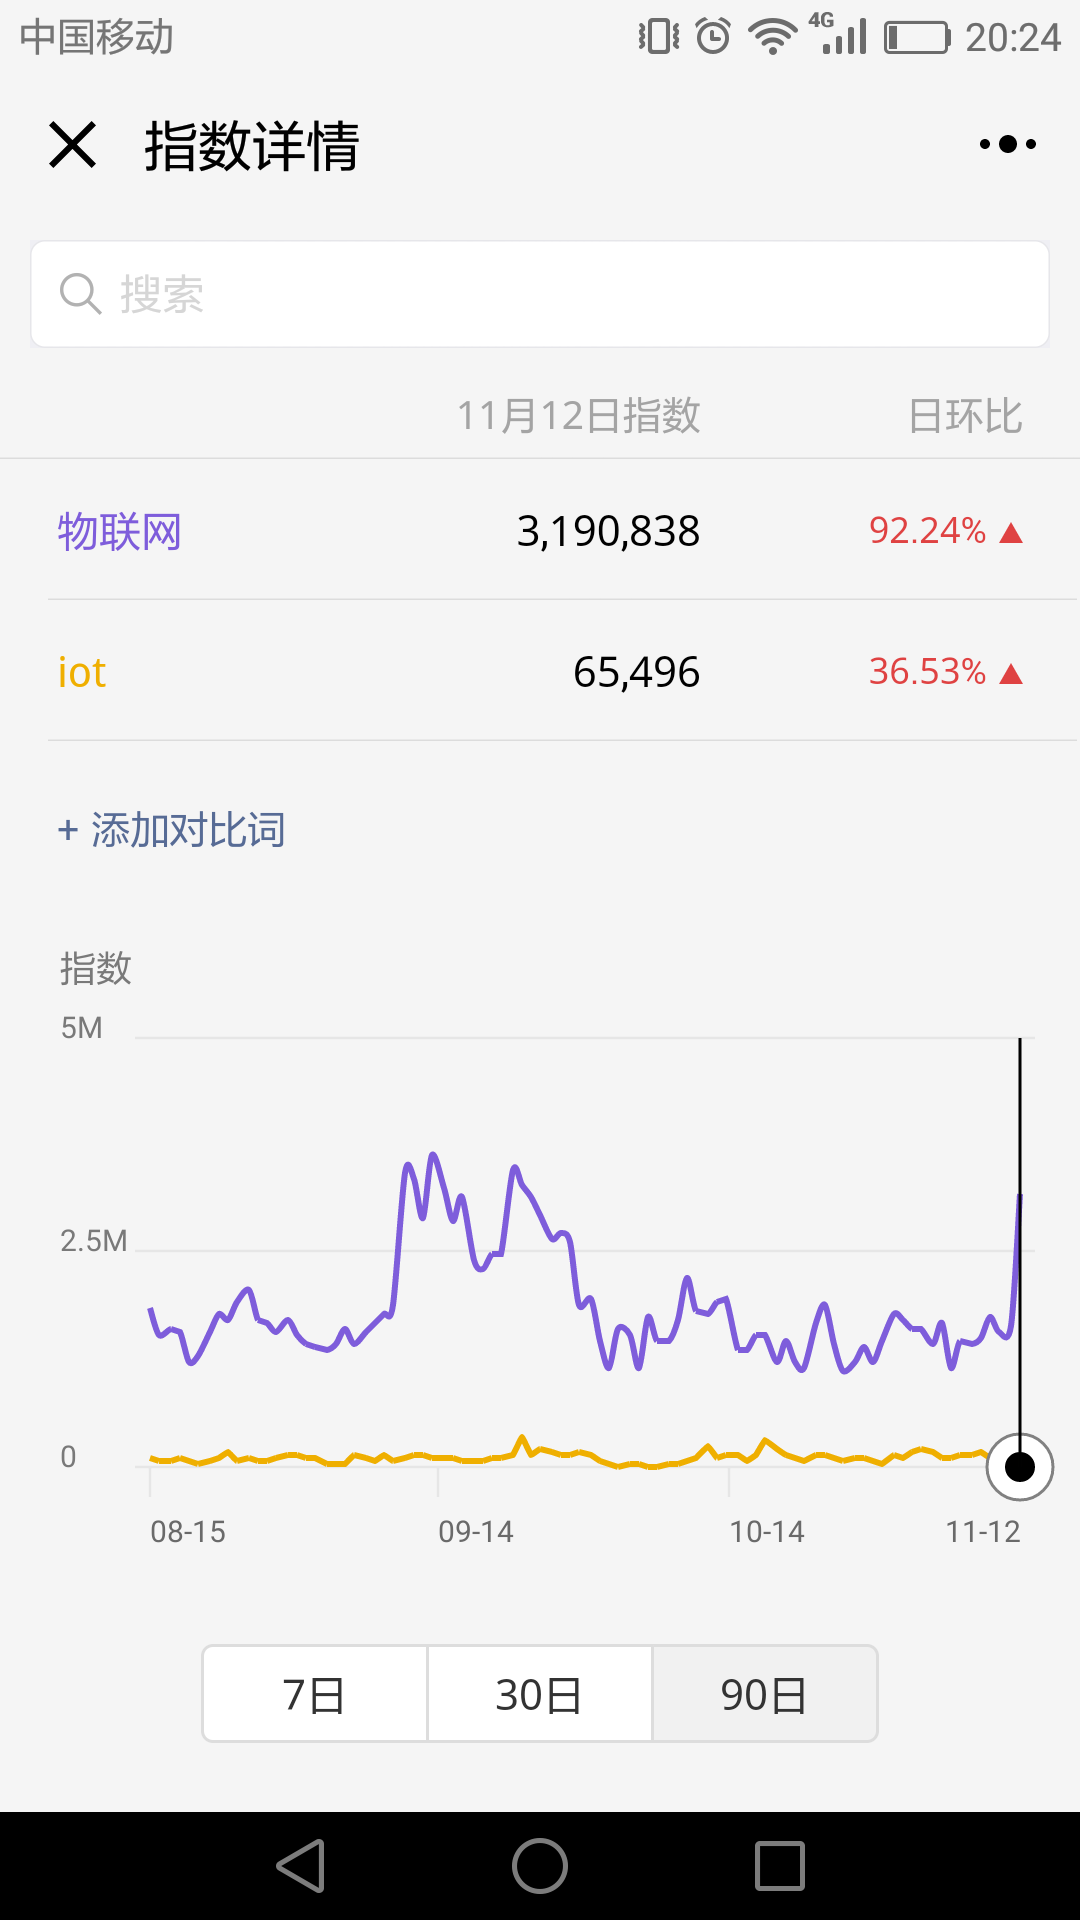 中国移动 4G 20:24
指数详情
搜索
11月12日指数 日环比
物联网 3,190,838 92.24% ▲
iot 65,496 36.53% ▲
+ 添加对比词
指数
5M
2.5M
0
08-15 09-14 10-14 11-12
7日 30日 90日